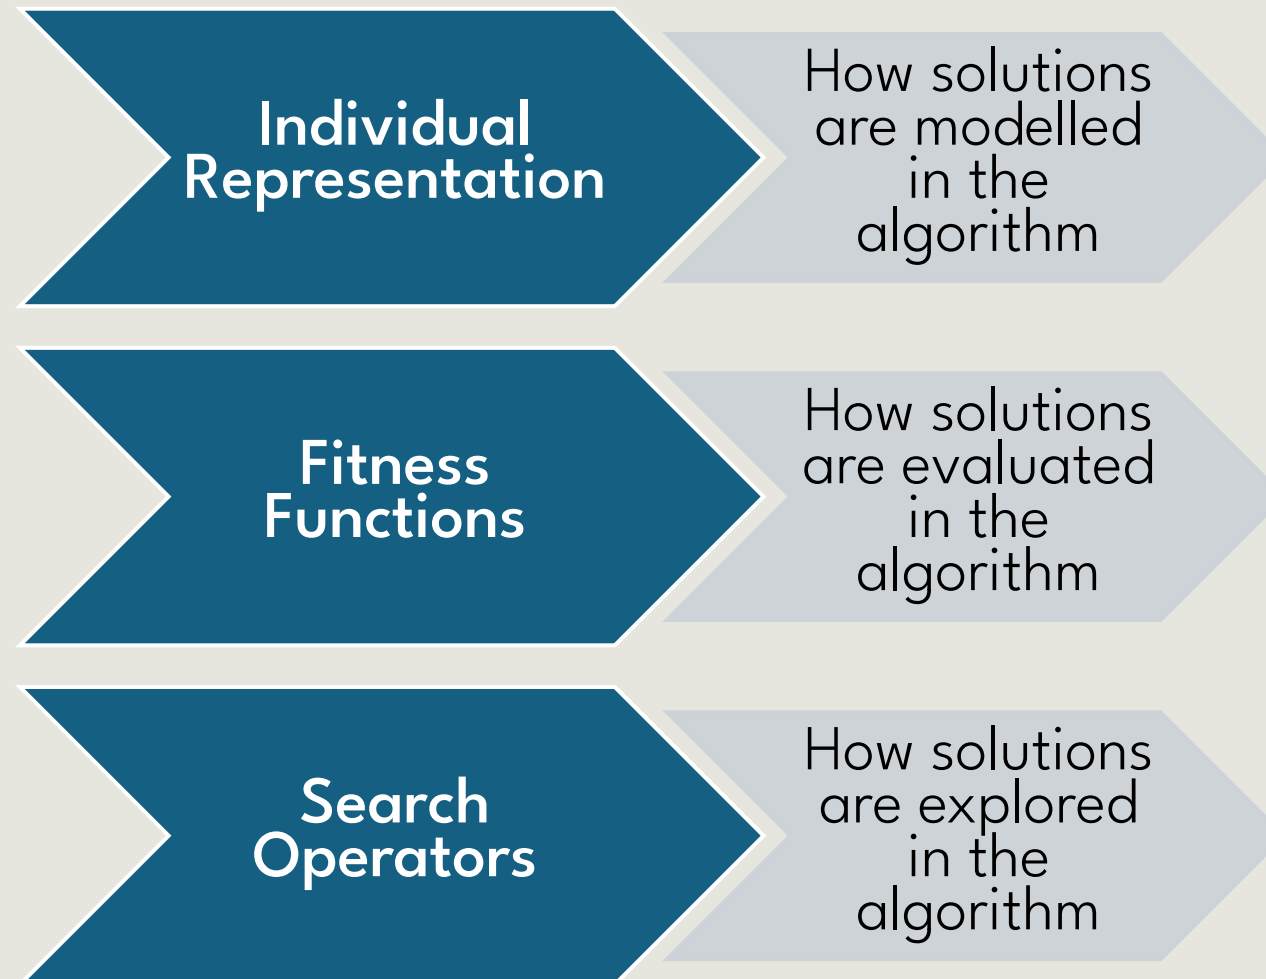 Individual
Representation
How solutions
are modelled
in the
algorithm
Fitness
Functions
How solutions
are evaluated
in the
algorithm
Search
Operators
How solutions
are explored
in the
algorithm